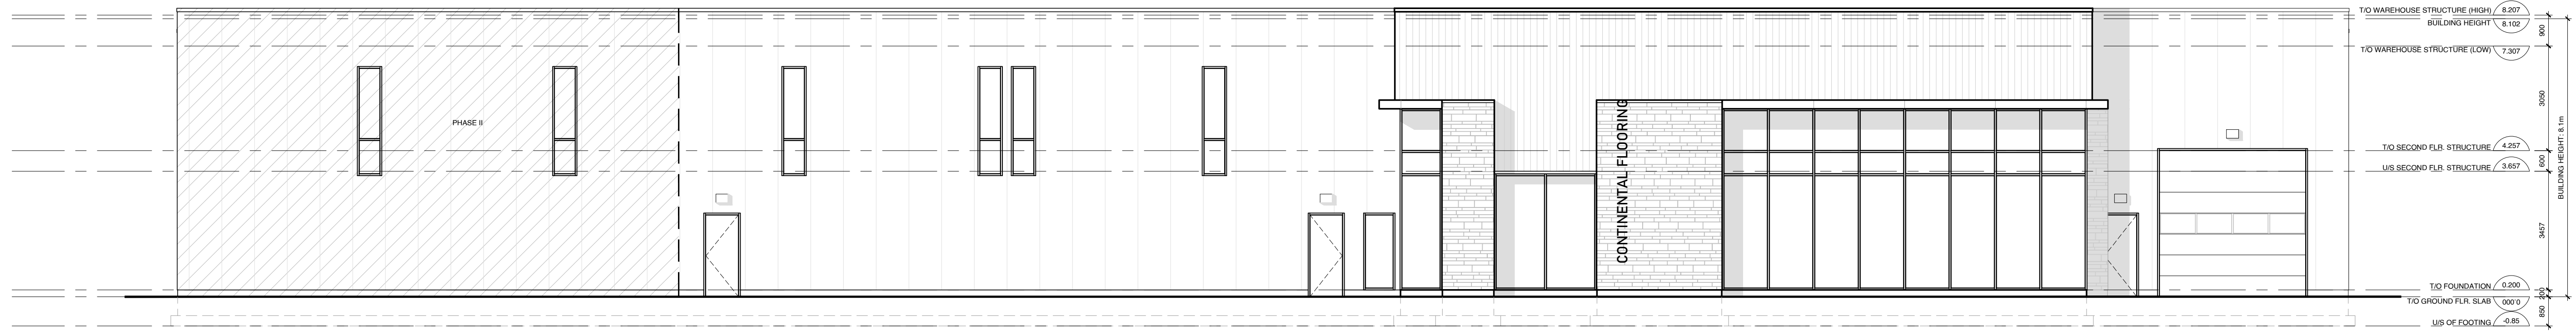 PHASE II
CONTINENTAL FLOORING
T/O WAREHOUSE STRUCTURE (HIGH) 8.207
BUILDING HEIGHT 8.102
900
T/O WAREHOUSE STRUCTURE (LOW) 7.307
3050
BUILDING HEIGHT: 8.1m
T/O SECOND FLR. STRUCTURE 4.257
600
U/S SECOND FLR. STRUCTURE 3.657
3457
T/O FOUNDATION 0.200
200
T/O GROUND FLR. SLAB 0.000
850
U/S OF FOOTING -0.85